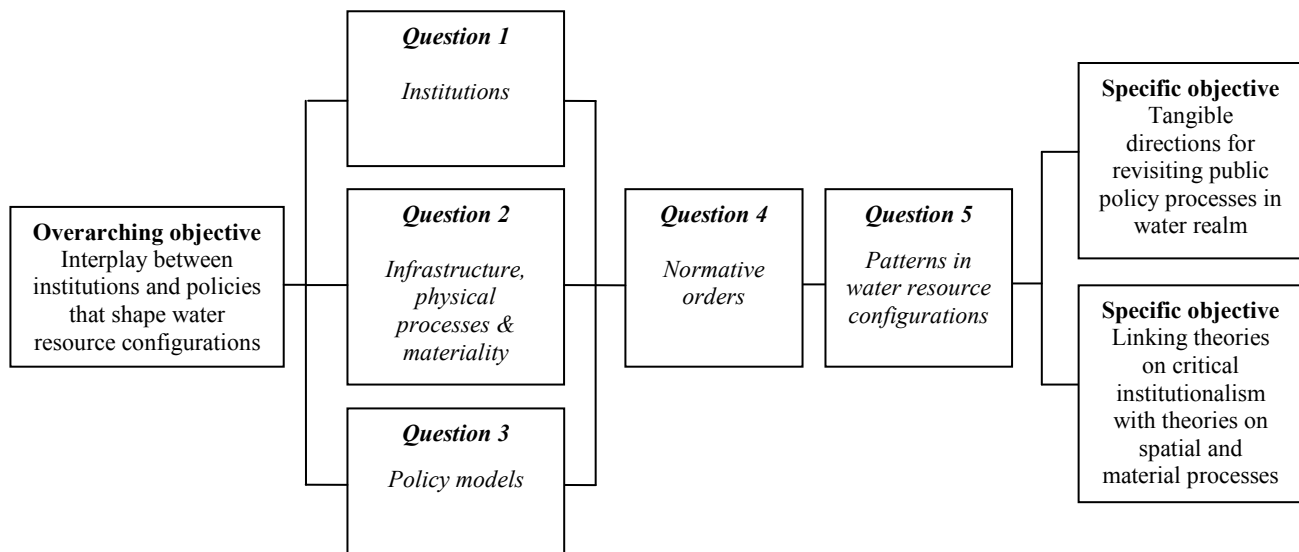 Overarching objective
Interplay between
institutions and policies
that shape water
resource configurations
Question 1
Institutions
Question 2
Infrastructure,
physical
processes &
materiality
Question 3
Policy models
Question 4
Normative
orders
Question 5
Patterns in
water resource
configurations
Specific objective
Tangible
directions for
revisiting public
policy processes in
water realm
Specific objective
Linking theories
on critical
institutionalism
with theories on
spatial and
material processes